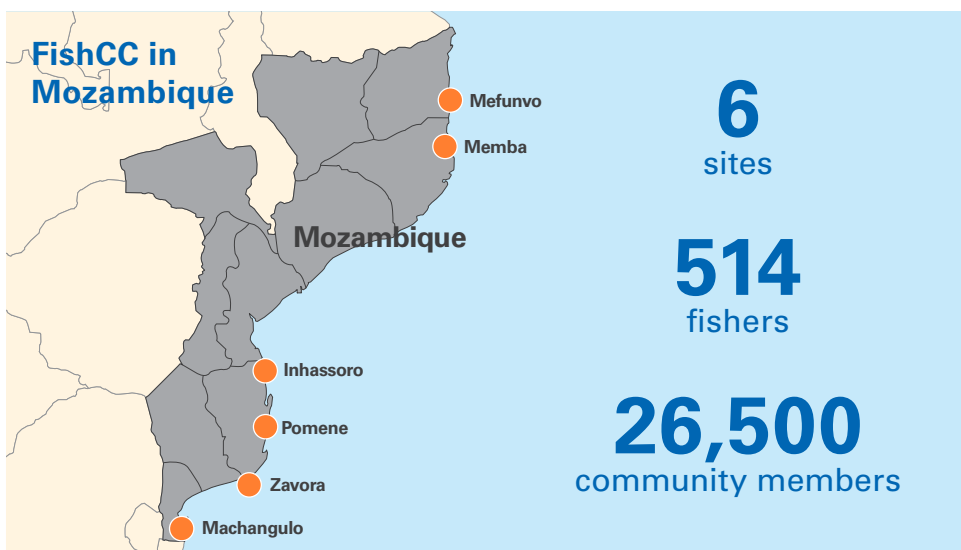 FishCC in
Mozambique
Mefunvo
Memba
Mozambique
Inhassoro
Pomene
Zavora
Machangulo
6
sites
514
fishers
26,500
community members